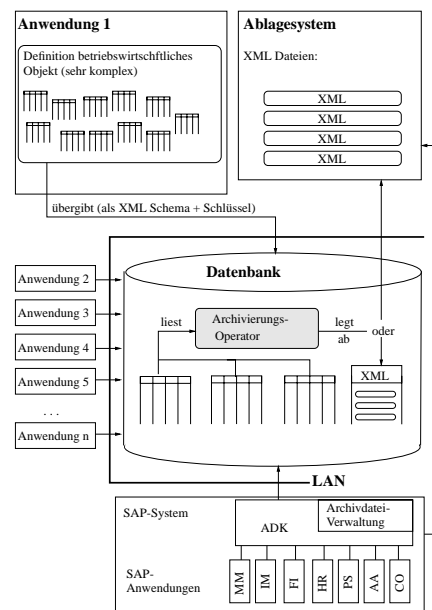 Anwendung 1
Definition betriebswirtschftliches
Objekt (sehr komplex)
Ablagesystem
XML Dateien:
XML
XML
XML
XML
übergibt (als XML Schema + Schlüssel)
Datenbank
Anwendung 2
Anwendung 3
Anwendung 4
Anwendung 5
. . .
Anwendung n
liest
Archivierungs-
Operator
legt
ab
oder
XML
LAN
SAP-System
ADK
Archivdatei-
Verwaltung
SAP-
Anwendungen
MM
IM
FI
HR
PS
AA
CO